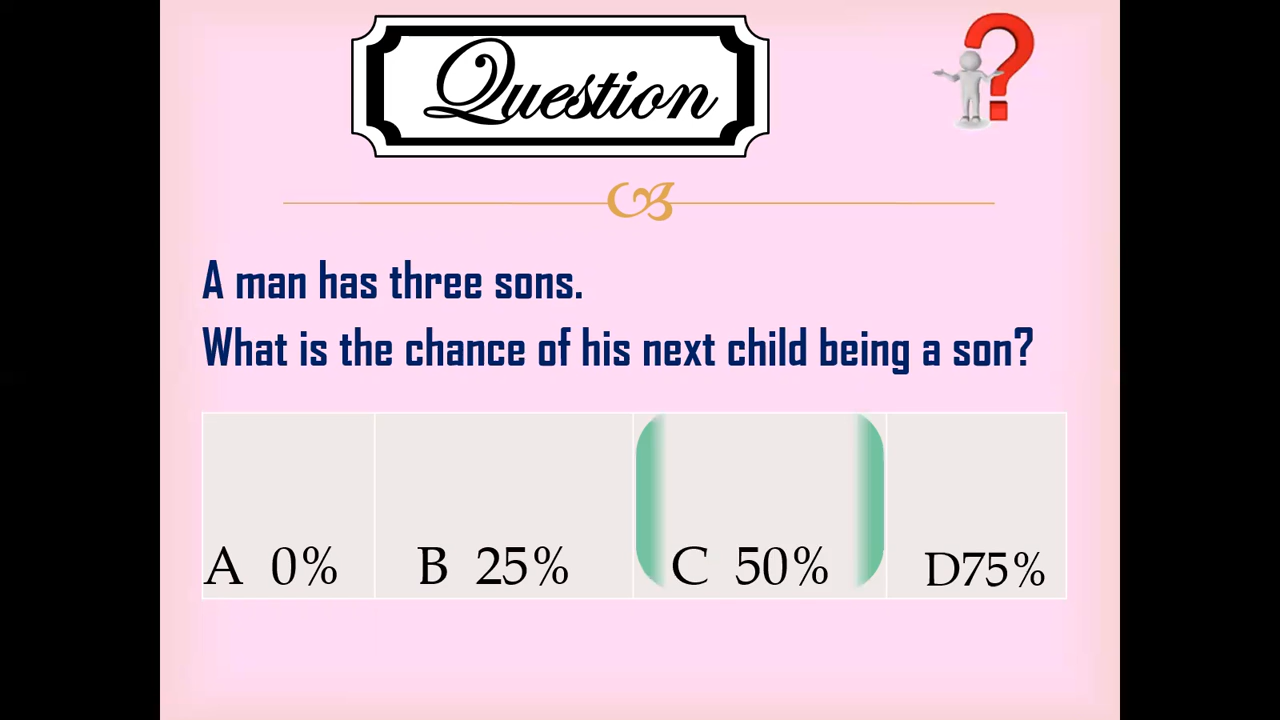 Question
A man has three sons.
What is the chance of his next child being a son?
A 0% B 25% C 50% D75%